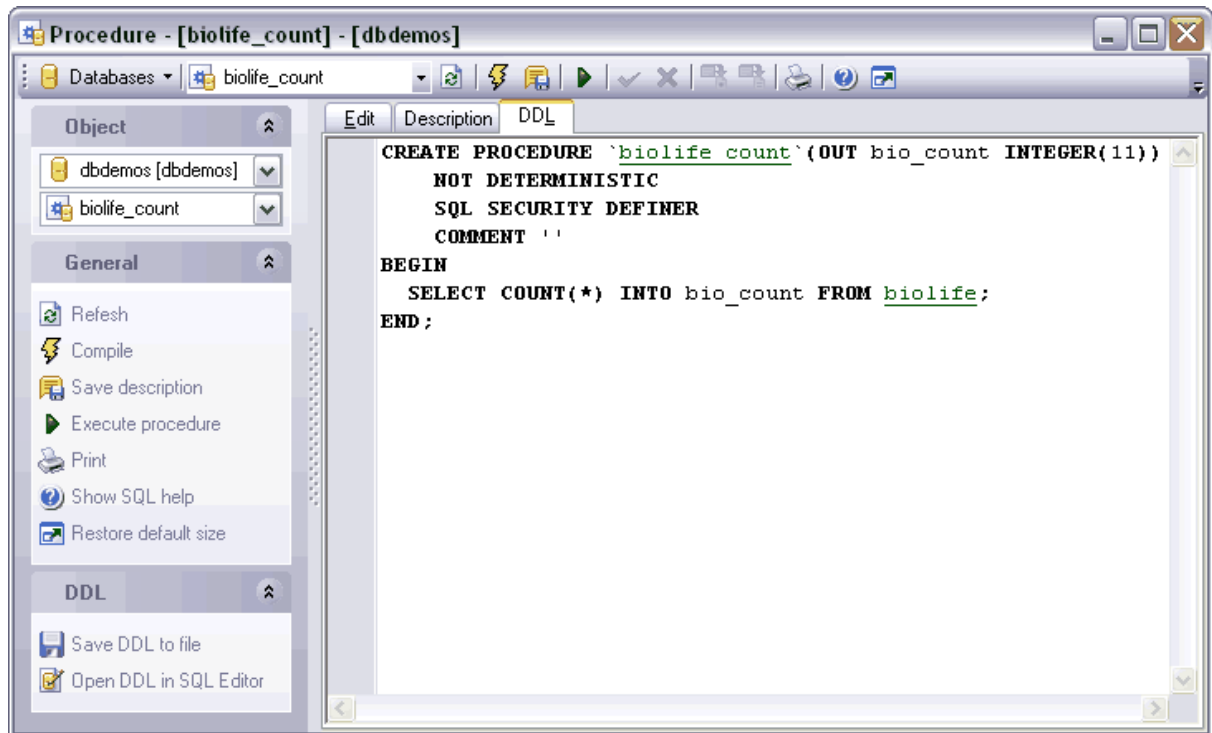 Procedure - [biolife_count] - [dbdemos]
Databases biolife_count
Object
dbdemos [dbdemos]
biolife_count
General
Refesh
Compile
Save description
Execute procedure
Print
Show SQL help
Restore default size
DDL
Save DDL to file
Open DDL in SQL Editor
Edit Description DDL
CREATE PROCEDURE `biolife_count`(OUT bio_count INTEGER(11))
NOT DETERMINISTIC
SQL SECURITY DEFINER
COMMENT ''
BEGIN
SELECT COUNT(*) INTO bio_count FROM biolife;
END;